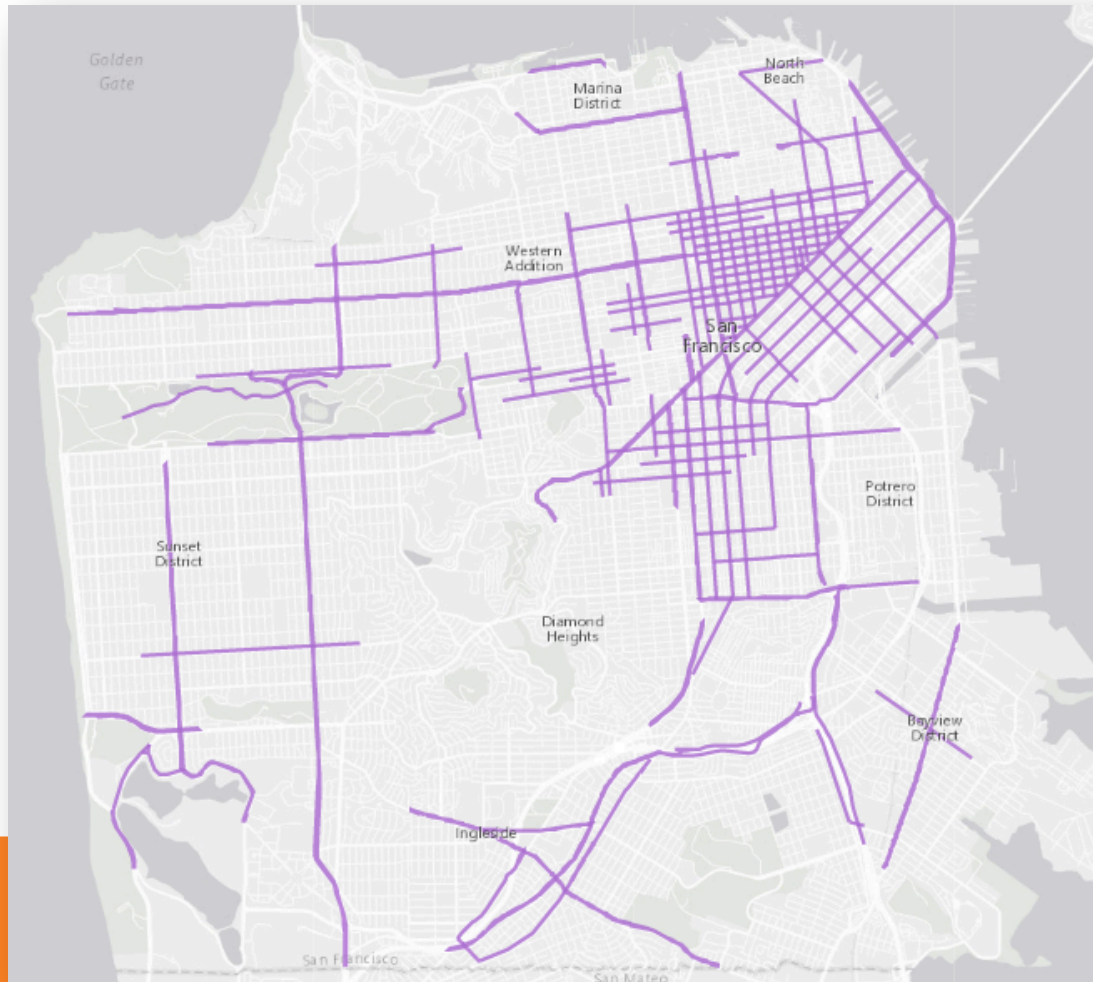 Golden
Gate
North
Beach
Marina
District
Western
Addition
San
Francisco
Potrero
District
Sunset
District
Diamond
Heights
Bayview
District
Ingleside
San Francisco
San Mateo